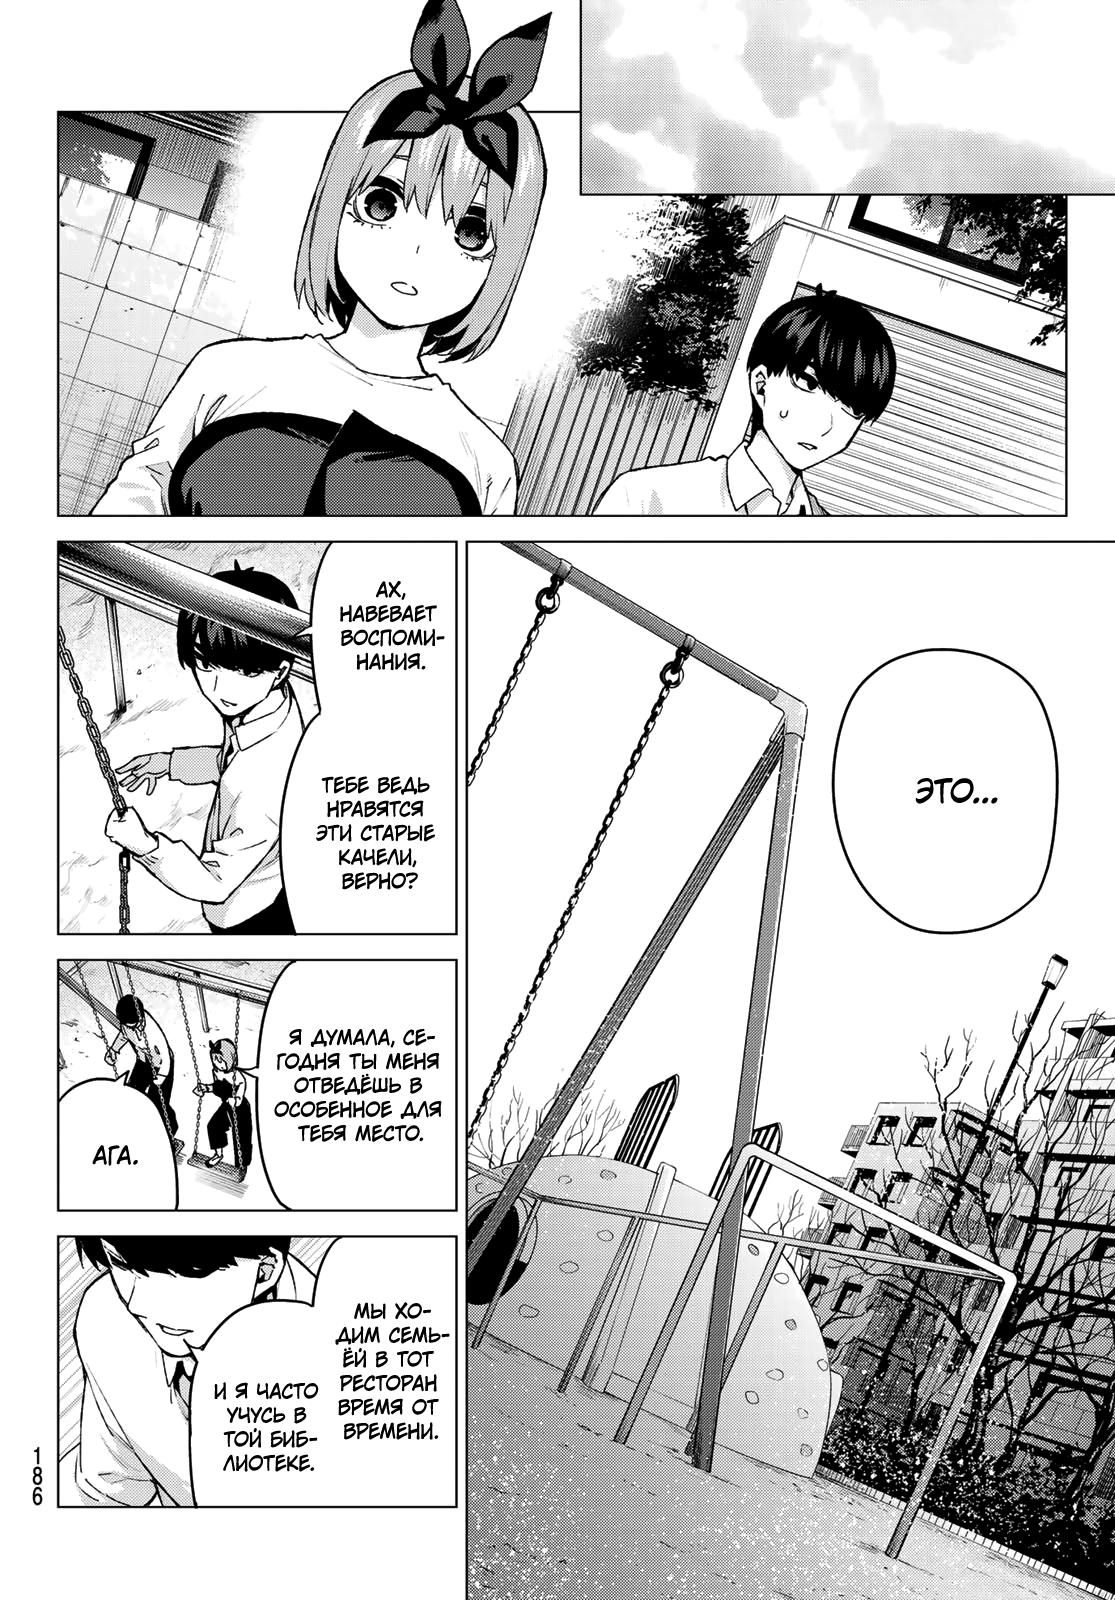 ЭТО...
АХ,
НАВЕВАЕТ
ВОСПОМИ-
НАНИЯ.
ТЕБЕ ВЕДЬ
НРАВЯТСЯ
ЭТИ СТАРЫЕ
КАЧЕЛИ,
ВЕРНО?
Я ДУМАЛА, СЕ-
ГОДНЯ ТЫ МЕНЯ
ОТВЕДЁШЬ В
ОСОБЕННОЕ ДЛЯ
ТЕБЯ МЕСТО.
АГА.
МЫ ХО-
ДИМ СЕМЬ-
ЁЙ В ТОТ
РЕСТОРАН
ВРЕМЯ ОТ
ВРЕМЕНИ.
И Я ЧАСТО
УЧУСЬ В
ТОЙ БИБ-
ЛИОТЕКЕ.
186